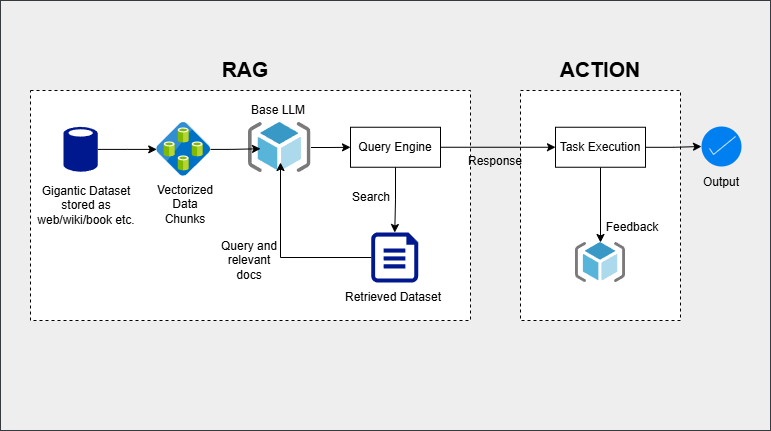 RAG
ACTION
Base LLM
Gigantic Dataset
stored as
web/wiki/book etc.
Vectorized
Data
Chunks
Query Engine
Response
Task Execution
Output
Search
Query and
relevant
docs
Retrieved Dataset
Feedback